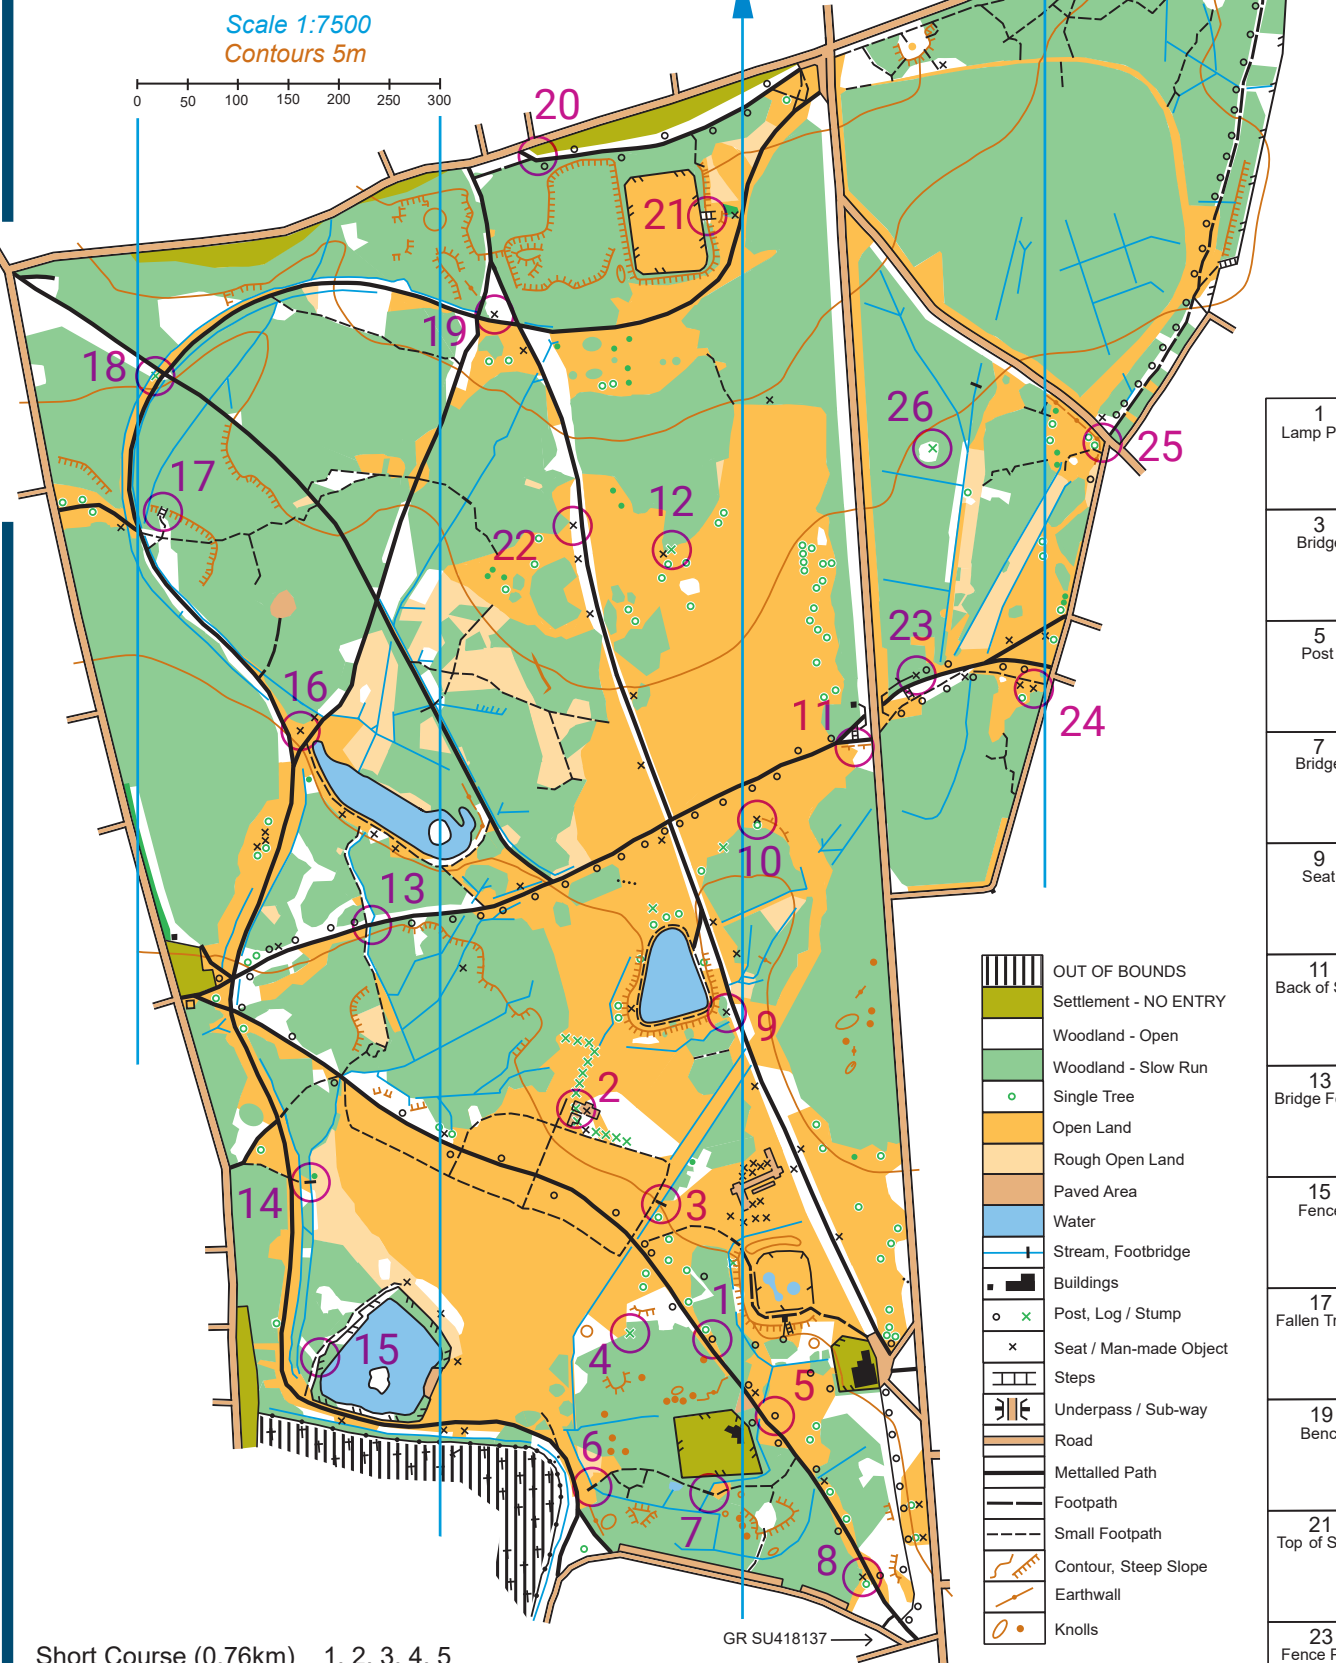 Scale 1:7500
Contours 5m
0 50 100 150 200 250 300
20
21
19
18
17
26
25
12
22
23
16
11
24
10
13
9
2
14
3
1
15
4
5
6
7
8
OUT OF BOUNDS
Settlement - NO ENTRY
Woodland - Open
Woodland - Slow Run
Single Tree
Open Land
Rough Open Land
Paved Area
Water
Stream, Footbridge
Buildings
Post, Log / Stump
Seat / Man-made Object
Steps
Underpass / Sub-way
Road
Mettalled Path
Footpath
Small Footpath
Contour, Steep Slope
Earthwall
Knolls
1
Lamp P
3
Bridge
5
Post
7
Bridge
9
Seat
11
Back of S
13
Bridge F
15
Fence
17
Fallen Tr
19
Benc
21
Top of S
23
Fence P
GR SU418137
Short Course (0.76km) 1, 2, 3, 4, 5